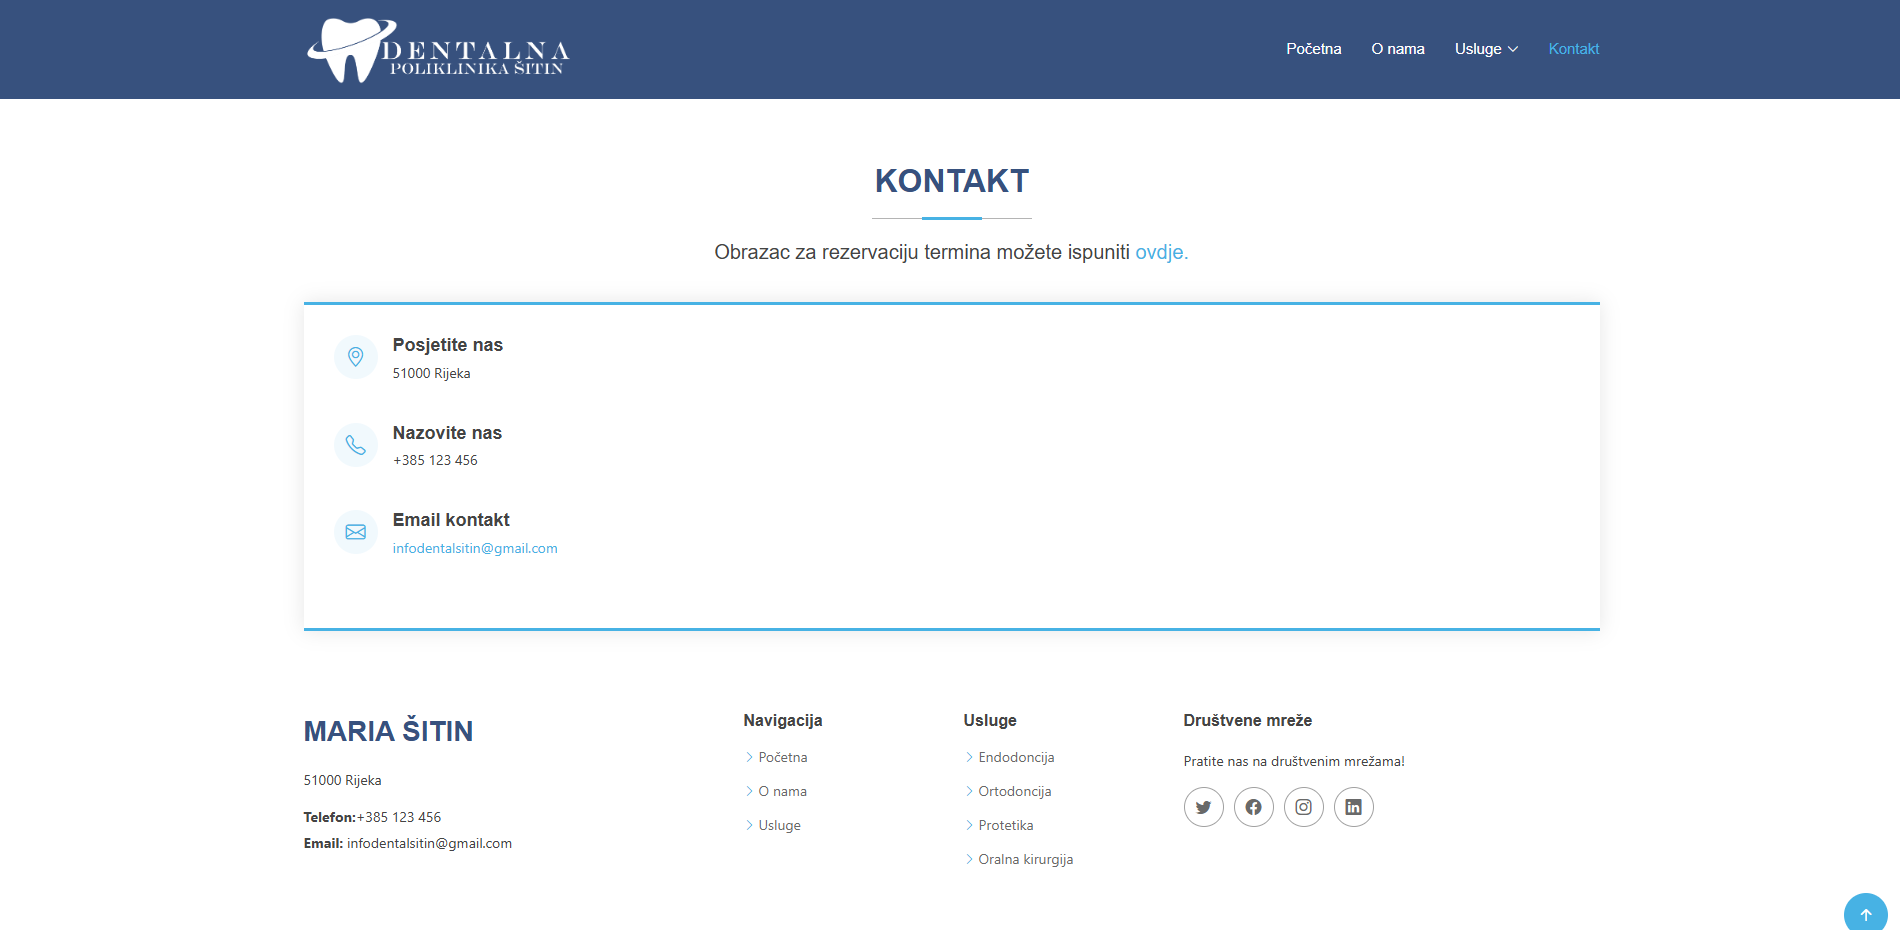 DENTALNA
POLIKLINIKA ŠITIN
Početna O nama Usluge Kontakt
KONTAKT
Obrazac za rezervaciju termina možete ispuniti ovdje.
Posjetite nas
51000 Rijeka
Nazovite nas
+385 123 456
Email kontakt
infodentalsitin@gmail.com
MARIA ŠITIN
51000 Rijeka
Telefon:+385 123 456
Email: infodentalsitin@gmail.com
Navigacija
Početna
O nama
Usluge
Usluge
Endodoncija
Ortodoncija
Protetika
Oralna kirurgija
Društvene mreže
Pratite nas na društvenim mrežama!